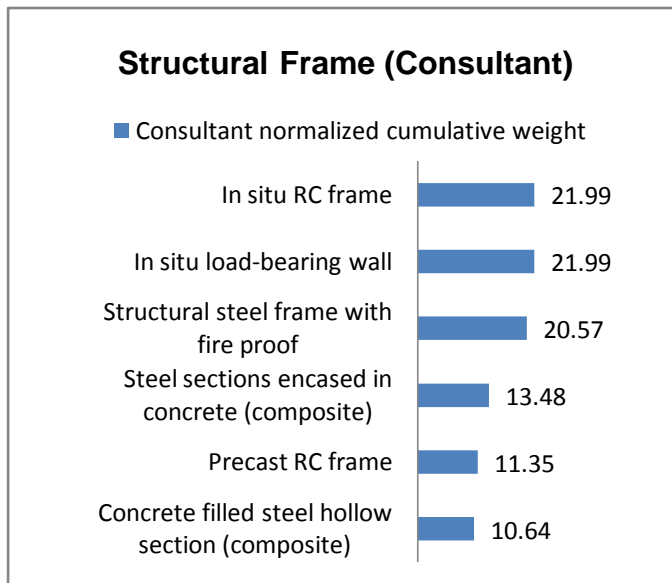 Structural Frame (Consultant)
Consultant normalized cumulative weight
In situ RC frame 21.99
In situ load-bearing wall 21.99
Structural steel frame with
fire proof 20.57
Steel sections encased in
concrete (composite) 13.48
Precast RC frame 11.35
Concrete filled steel hollow
section (composite) 10.64